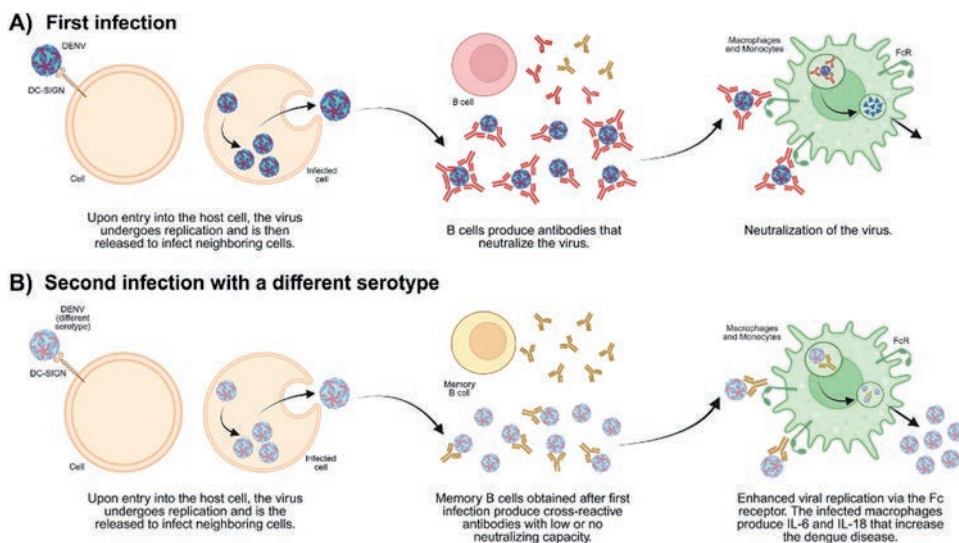 A) First infection
DENV
DC-SIGN
Cell
Infected
cell
Upon entry into the host cell, the virus
undergoes replication and is then
released to infect neighboring cells.
B cell
B cells produce antibodies that
neutralize the virus.
Macrophages
and Monocytes
FcR
Neutralization of the virus.
B) Second infection with a different serotype
DENV
(different
serotype)
DC-SIGN
Cell
Infected
cell
Upon entry into the host cell, the virus
undergoes replication and is the
released to infect neighboring cells.
Memory
B cell
Memory B cells obtained after first
infection produce cross-reactive
antibodies with low or no
neutralizing capacity.
Macrophages
and Monocytes
FcR
Enhanced viral replication via the Fc
receptor. The infected macrophages
produce IL-6 and IL-18 that increase
the dengue disease.